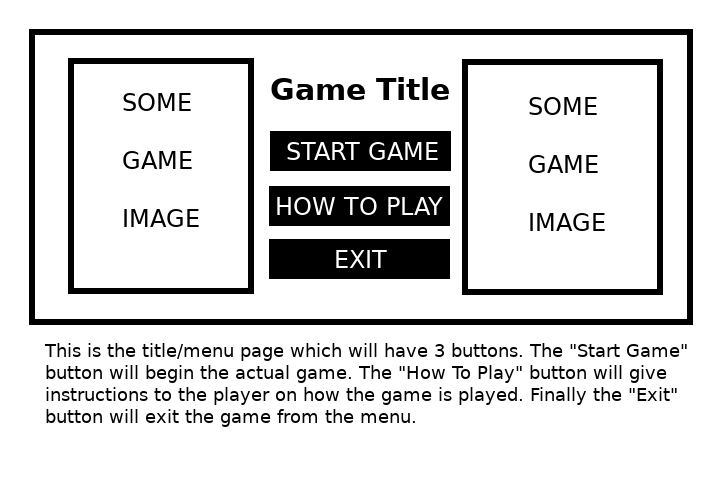 SOME
GAME
IMAGE
Game Title
START GAME
HOW TO PLAY
EXIT
SOME
GAME
IMAGE
This is the title/menu page which will have 3 buttons. The "Start Game"
button will begin the actual game. The "How To Play" button will give
instructions to the player on how the game is played. Finally the "Exit"
button will exit the game from the menu.